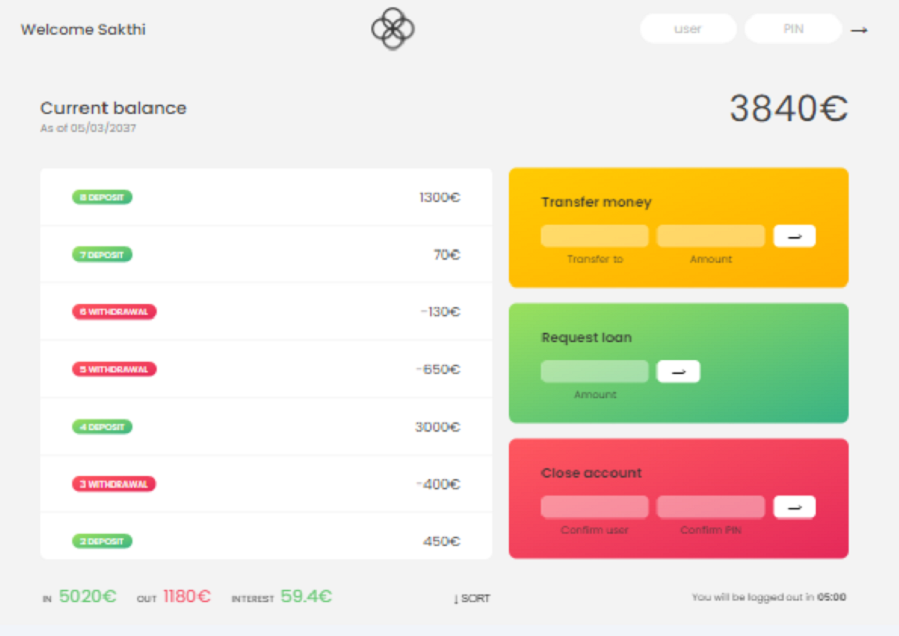 Welcome Sakthi
user
PIN
→
Current balance
As of 05/03/2037
3840€
8 DEPOSIT 1300€
7 DEPOSIT 70€
6 WITHDRAWAL -130€
5 WITHDRAWAL -650€
4 DEPOSIT 3000€
3 WITHDRAWAL -400€
2 DEPOSIT 450€
Transfer money
→
Transfer to Amount
Request loan
→
Amount
Close account
→
Confirm user Confirm PIN
IN 5020€ OUT 1180€ INTEREST 59.4€
↓ SORT
You will be logged out in 05:00